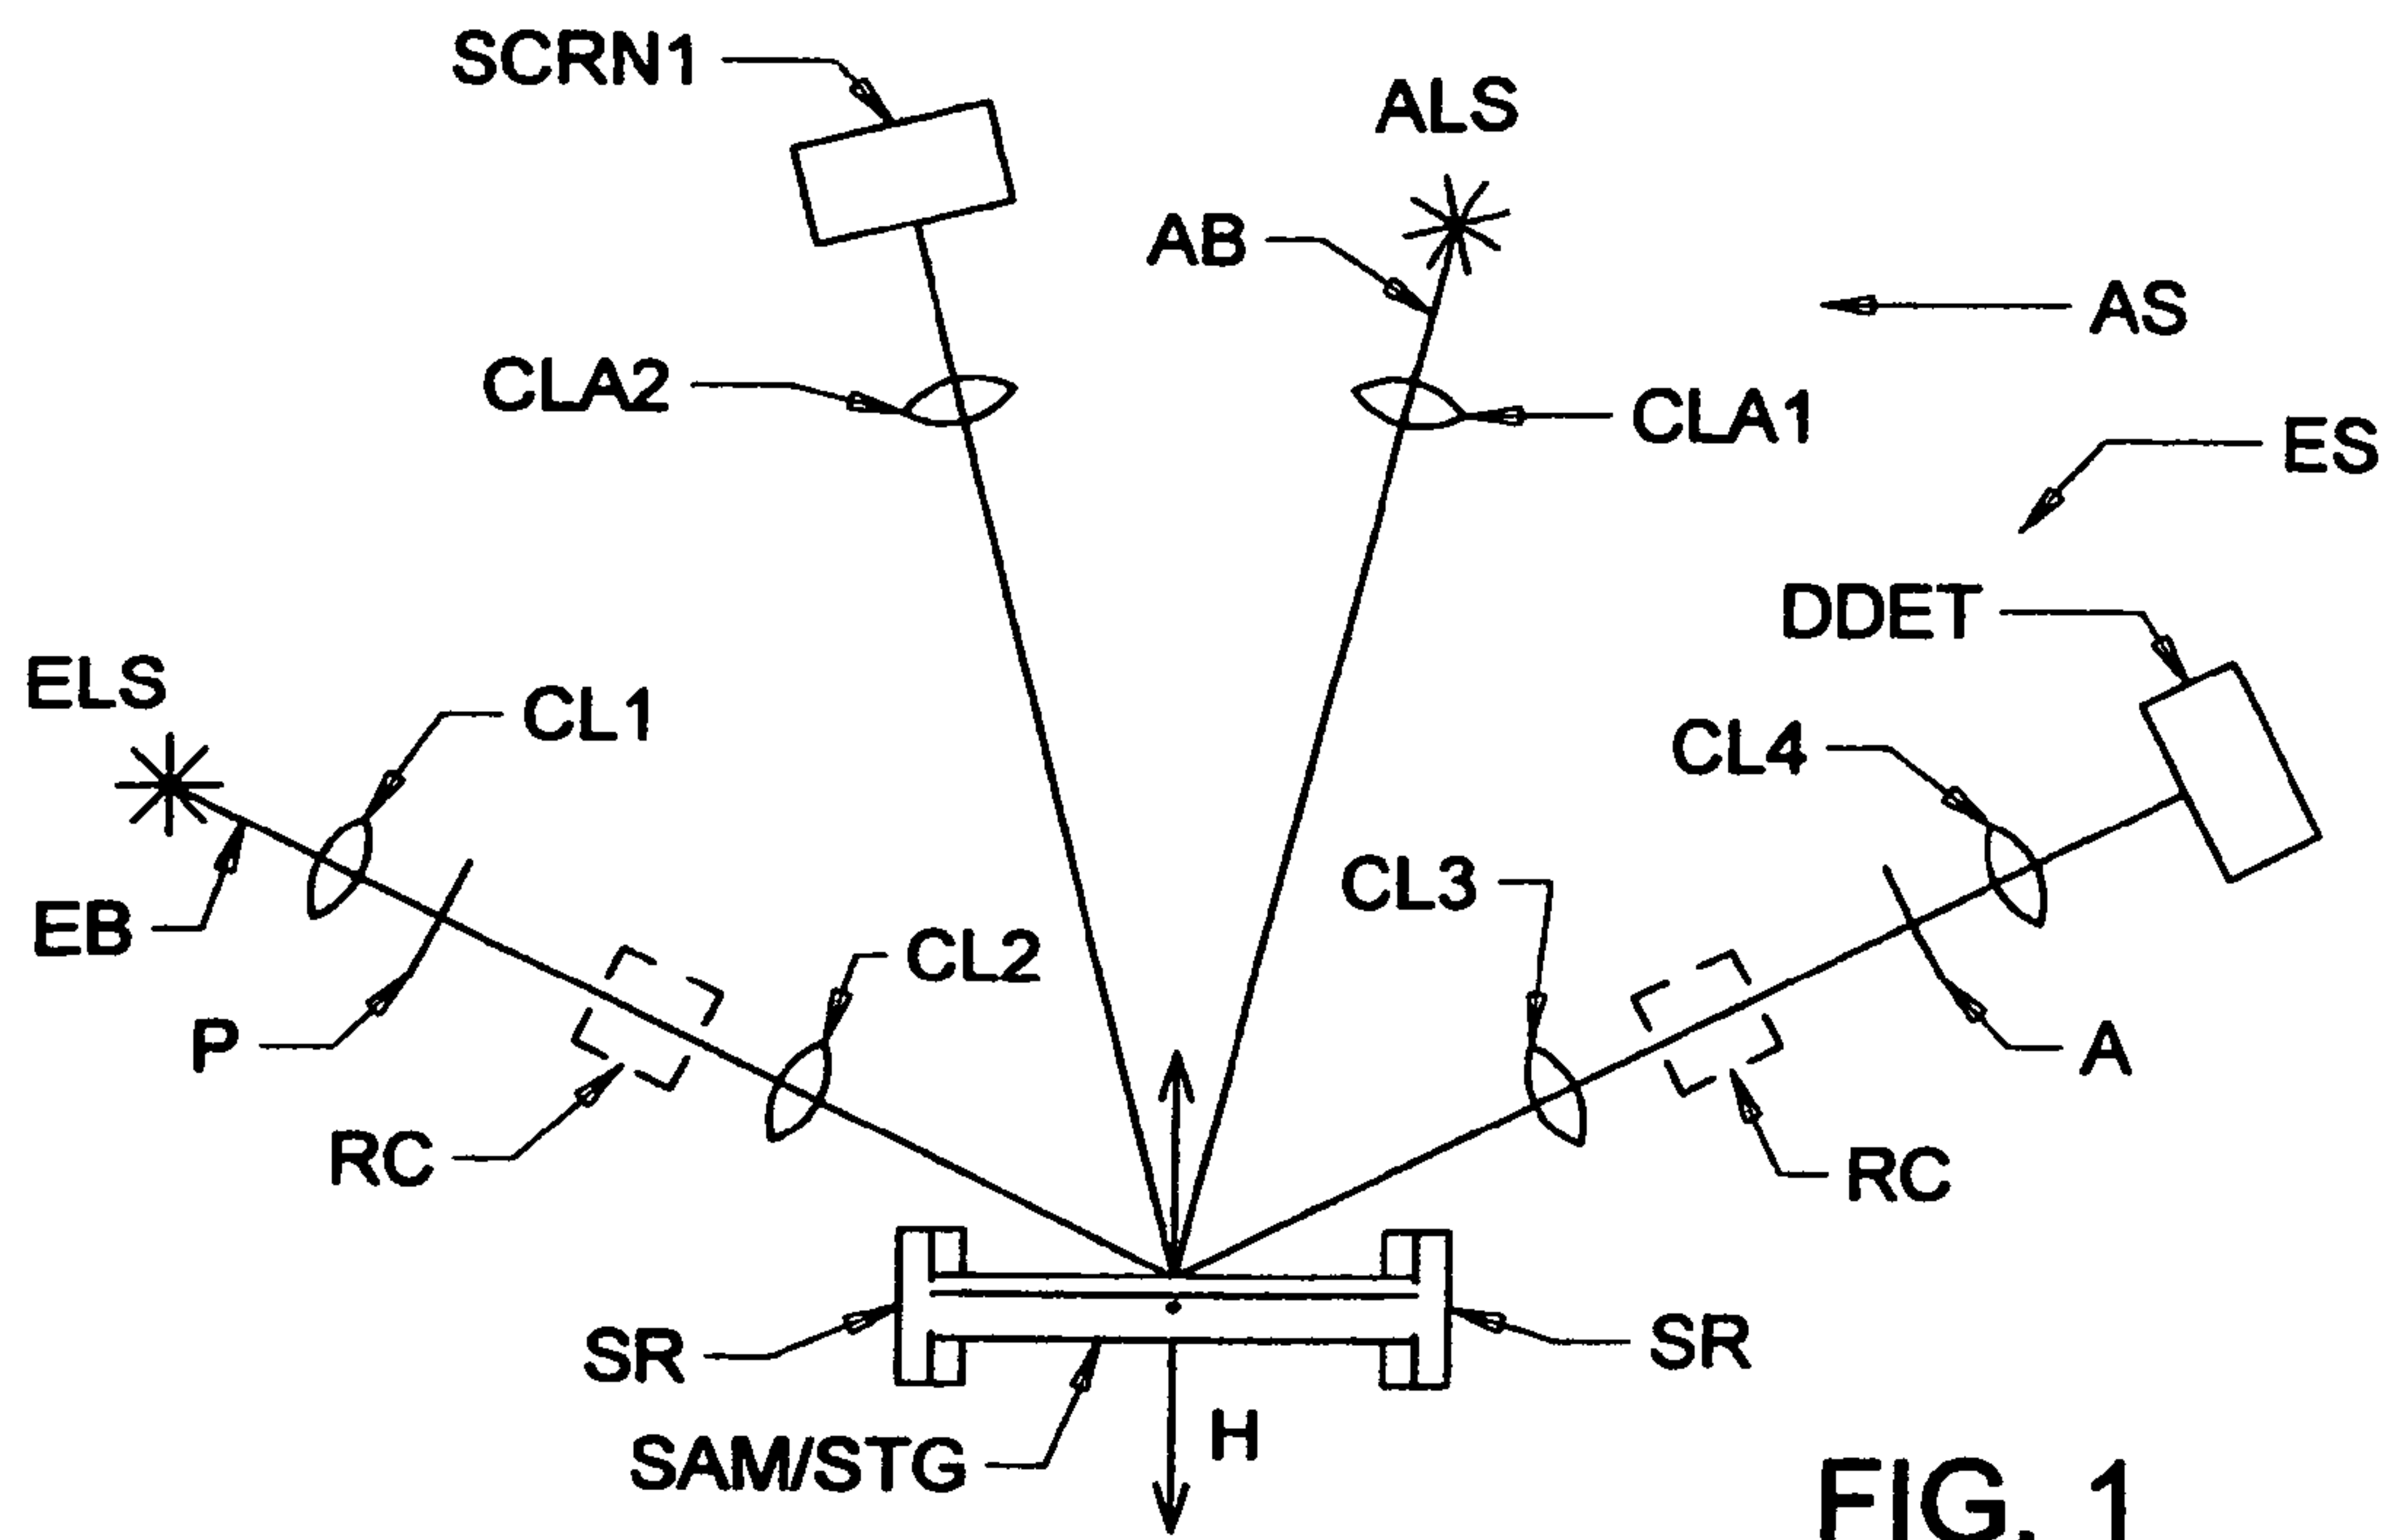 SCRN1
ALS
AB
AS
CLA2
CLA1
ES
DDET
ELS
CL1
CL4
CL3
EB
CL2
P
A
RC
RC
SR
SR
H
SAM/STG
FIG. 1